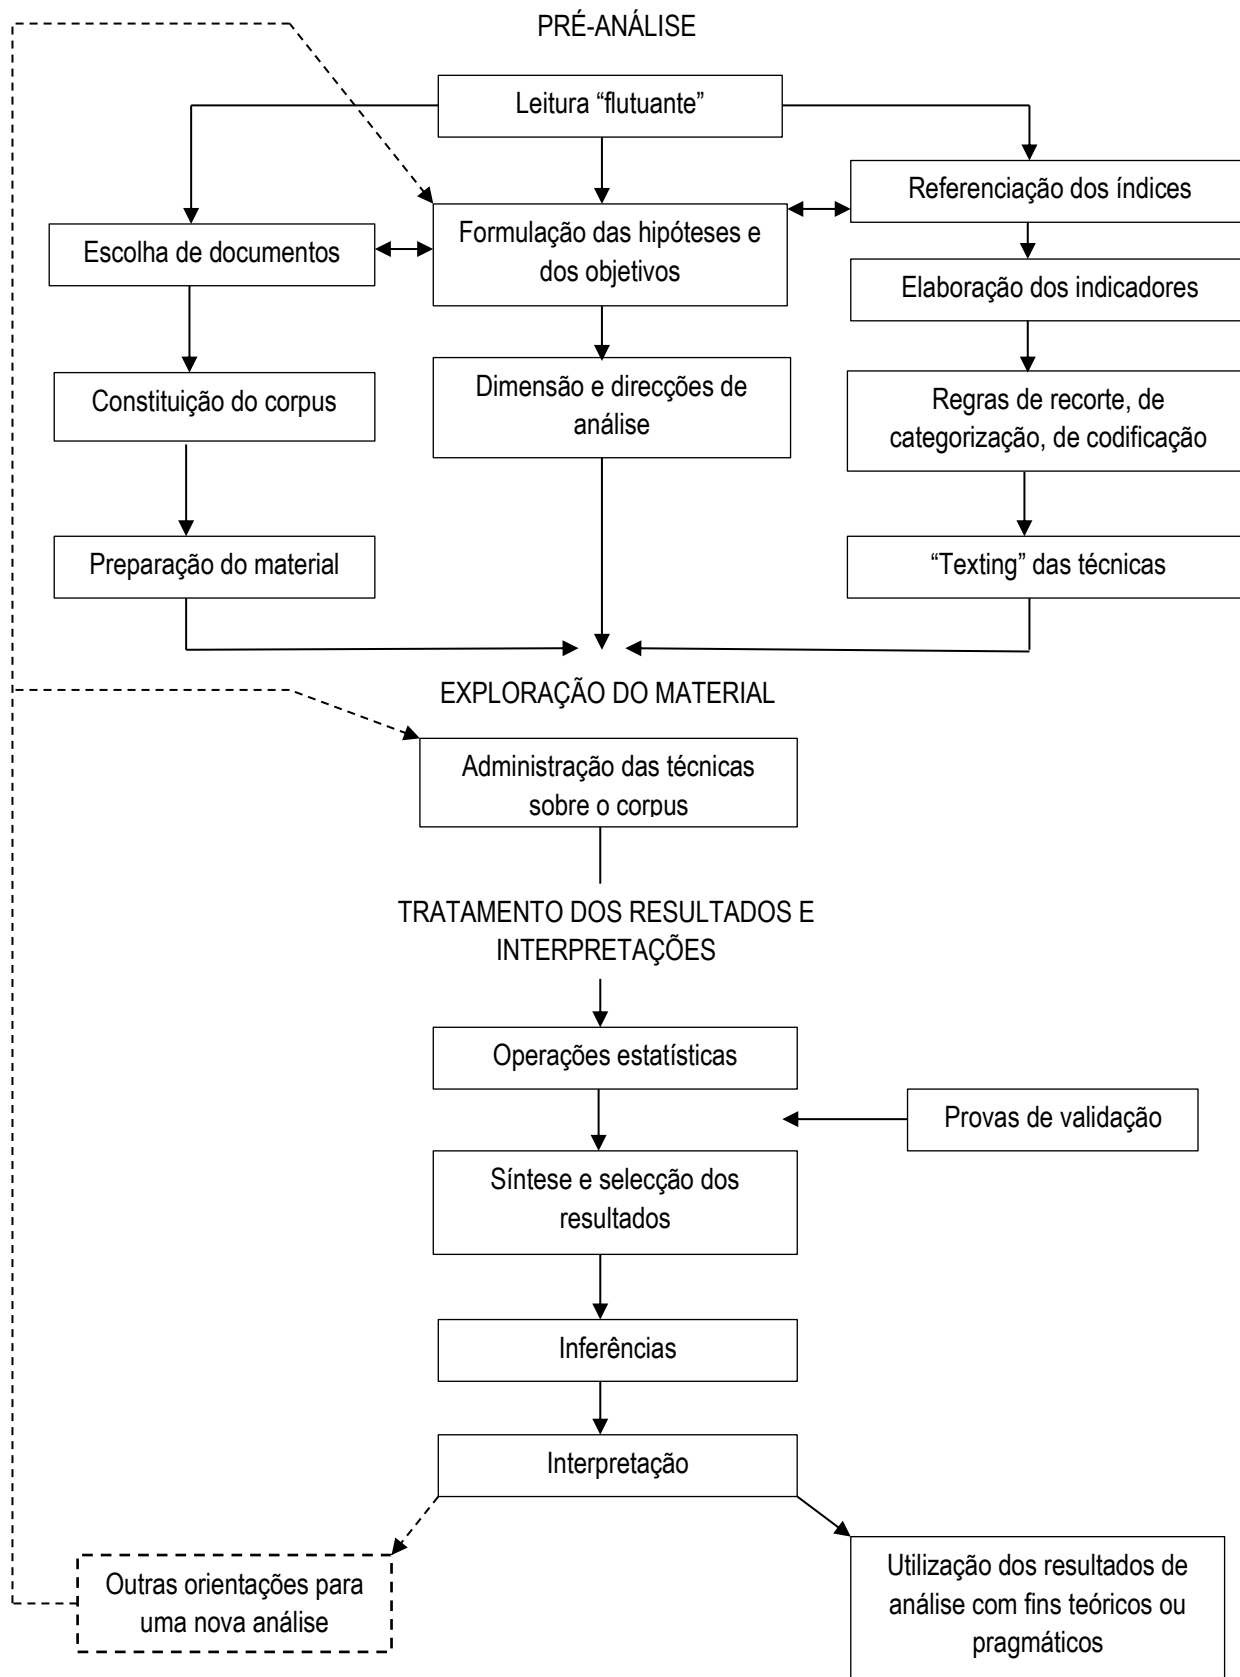 PRÉ-ANÁLISE
Leitura “flutuante”
Referenciação dos índices
Formulação das hipóteses e
dos objetivos
Escolha de documentos
Elaboração dos indicadores
Constituição do corpus
Dimensão e direcções de
análise
Regras de recorte, de
categorização, de codificação
Preparação do material
“Texting” das técnicas
EXPLORAÇÃO DO MATERIAL
Administração das técnicas
sobre o corpus
TRATAMENTO DOS RESULTADOS E
INTERPRETAÇÕES
Operações estatísticas
Provas de validação
Síntese e selecção dos
resultados
Inferências
Interpretação
Outras orientações para
uma nova análise
Utilização dos resultados de
análise com fins teóricos ou
pragmáticos